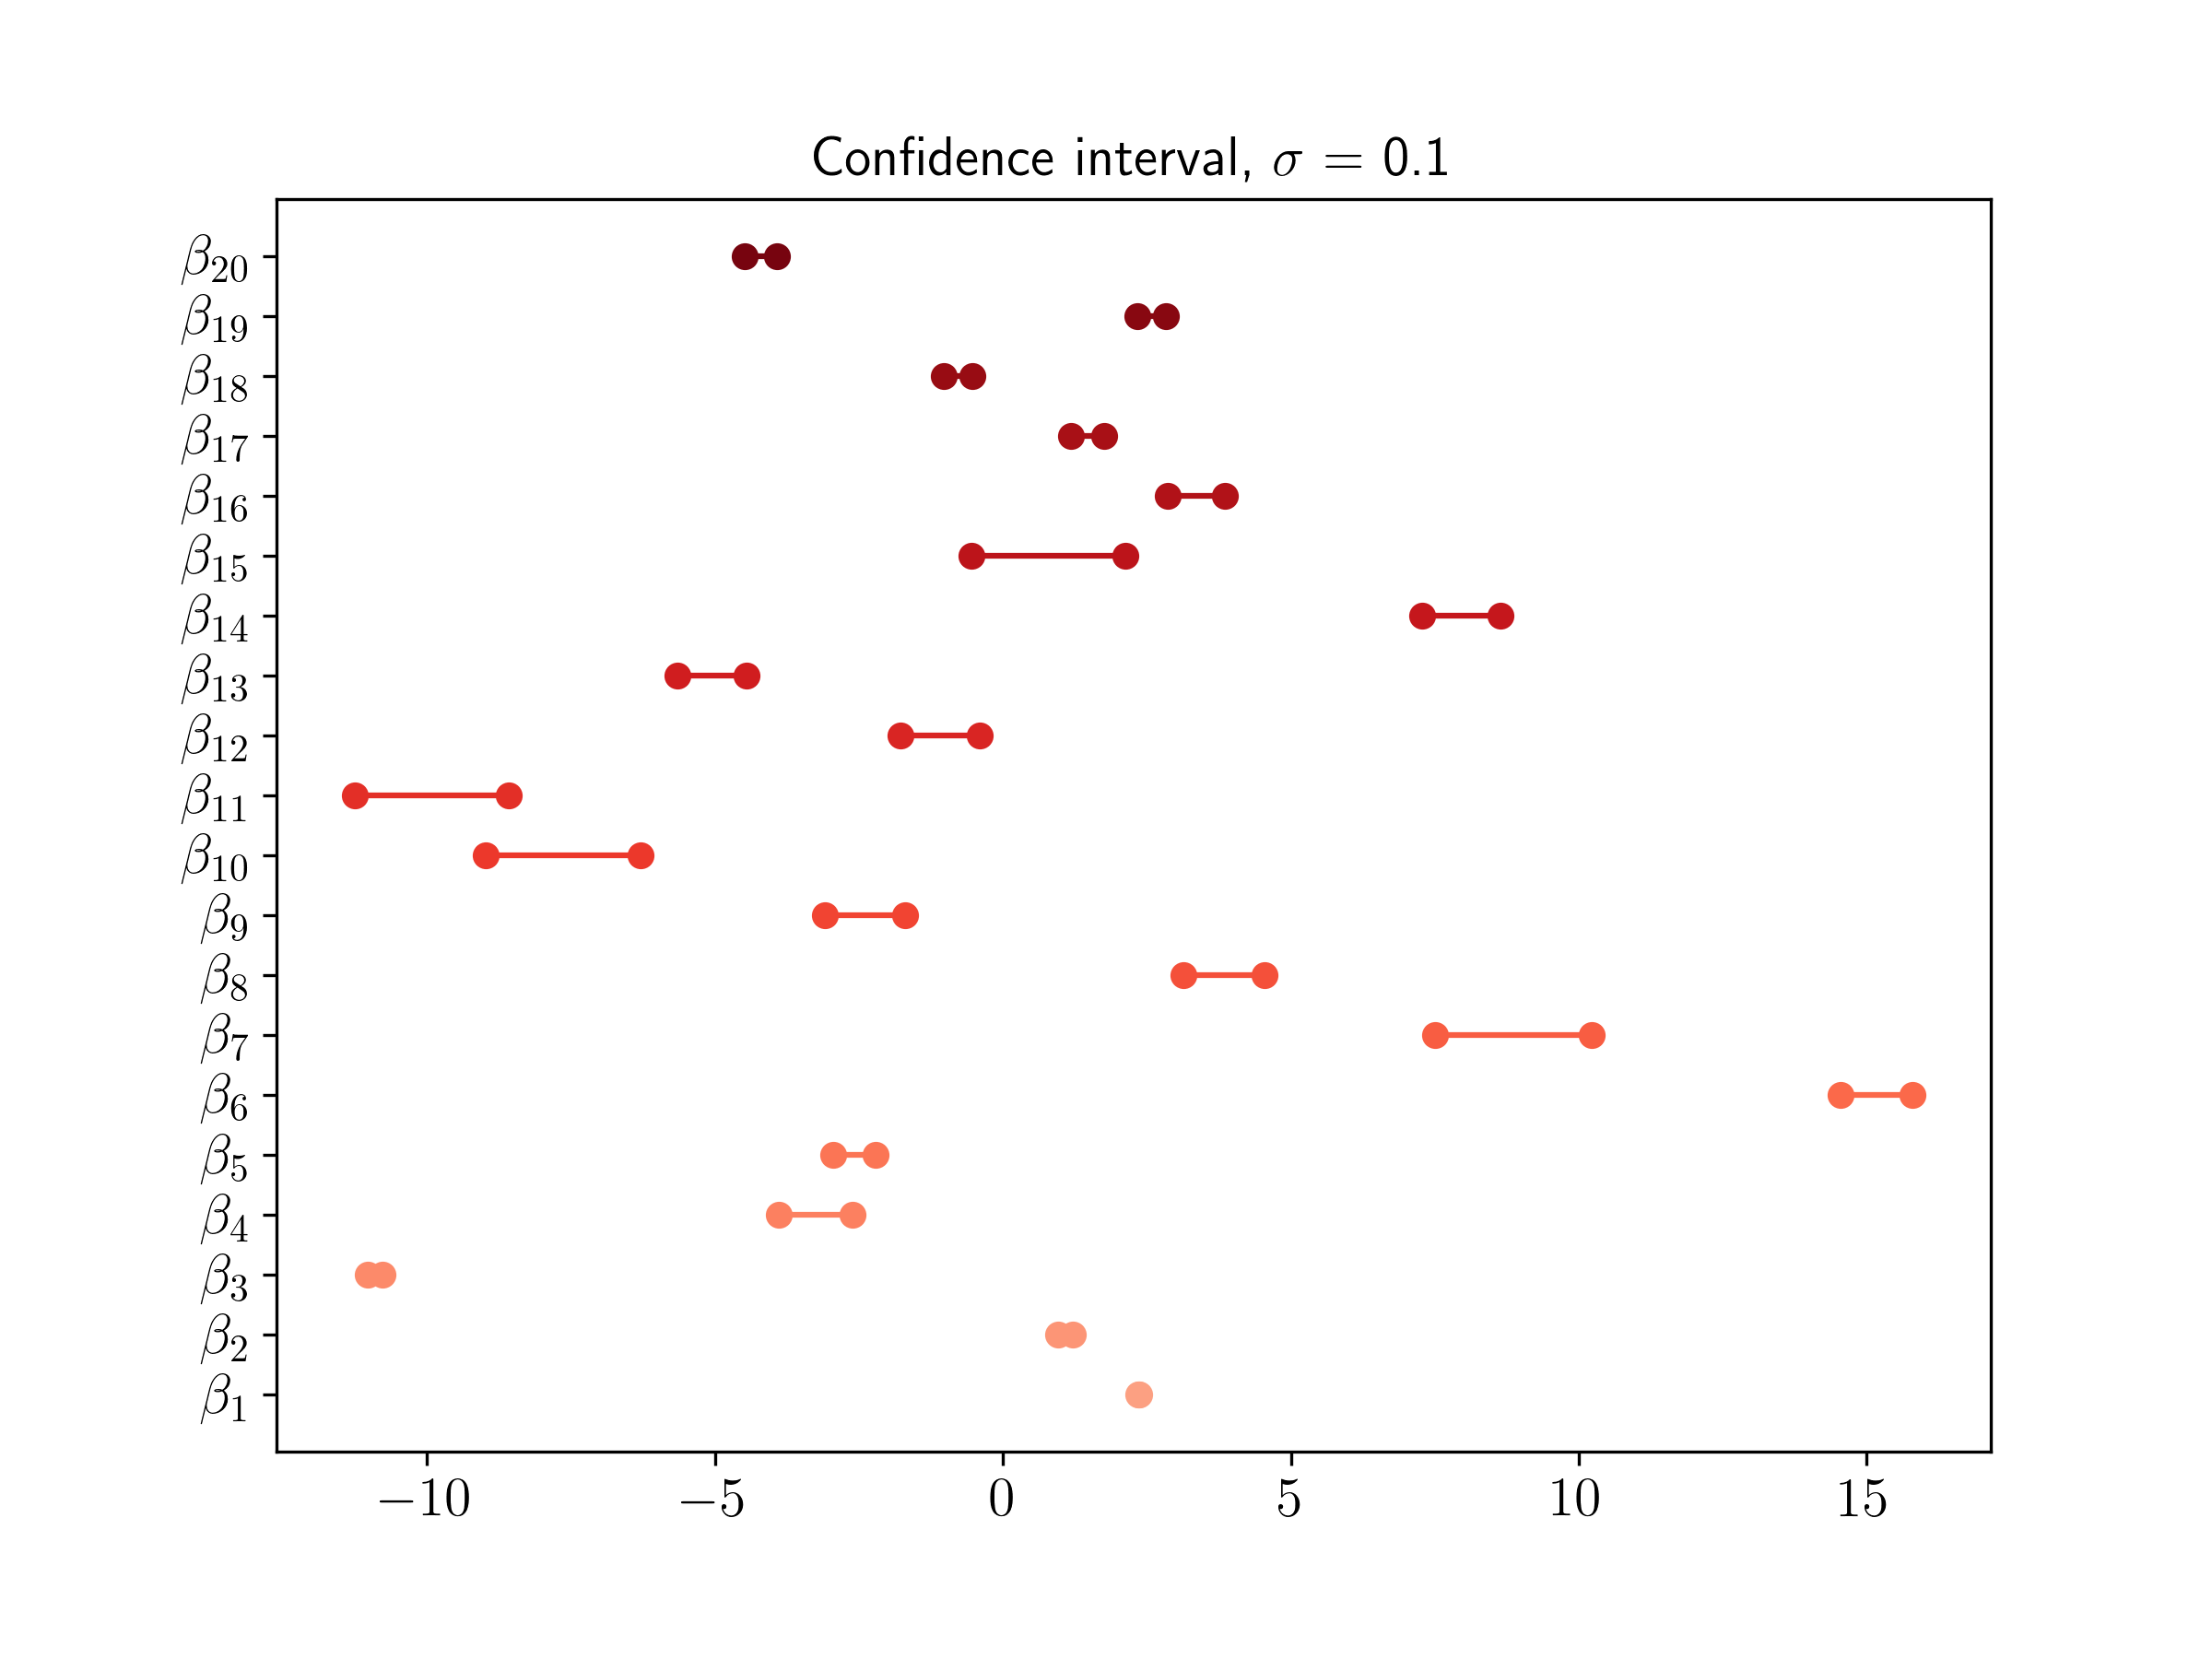 Confidence interval, σ = 0.1
β₂₀
β₁₉
β₁₈
β₁₇
β₁₆
β₁₅
β₁₄
β₁₃
β₁₂
β₁₁
β₁₀
β₉
β₈
β₇
β₆
β₅
β₄
β₃
β₂
β₁
−10 −5 0 5 10 15